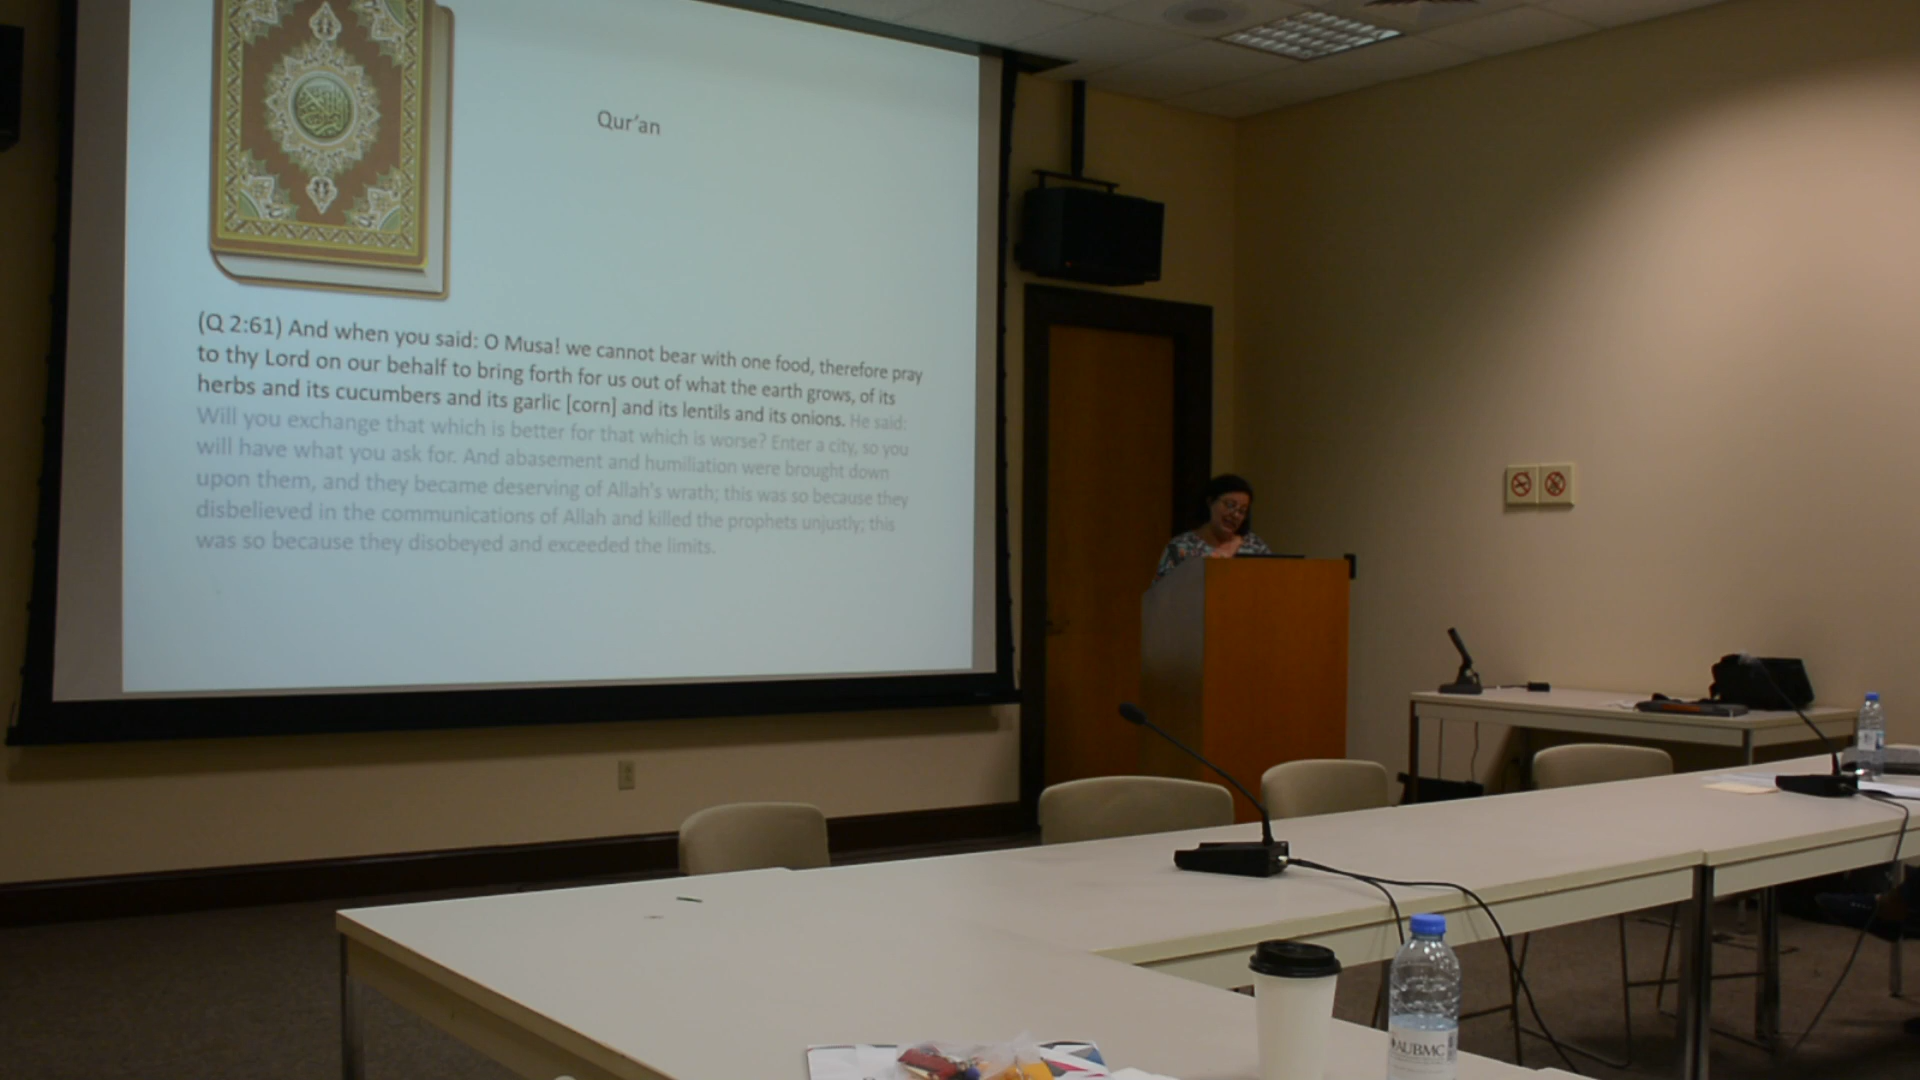 Qur'an
(Q 2:61) And when you said: O Musa! we cannot bear with one food, therefore pray
to thy Lord on our behalf to bring forth for us out of what the earth grows, of its
herbs and its cucumbers and its garlic [corn] and its lentils and its onions. He said:
Will you exchange that which is better for that which is worse? Enter a city, so you
will have what you ask for. And abasement and humiliation were brought down
upon them, and they became deserving of Allah's wrath; this was so because they
disbelieved in the communications of Allah and killed the prophets unjustly; this
was so because they disobeyed and exceeded the limits.
AUBMC